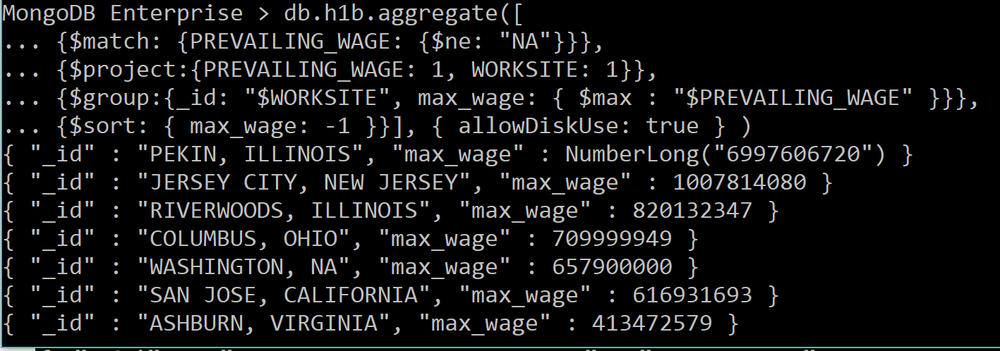 MongoDB Enterprise > db.h1b.aggregate([
... {$match: {PREVAILING_WAGE: {$ne: "NA"}}},
... {$project:{PREVAILING_WAGE: 1, WORKSITE: 1}},
... {$group:{_id: "$WORKSITE", max_wage: { $max : "$PREVAILING_WAGE" }}},
... {$sort: { max_wage: -1 }}], { allowDiskUse: true } )
{ "_id" : "PEKIN, ILLINOIS", "max_wage" : NumberLong("6997606720") }
{ "_id" : "JERSEY CITY, NEW JERSEY", "max_wage" : 1007814080 }
{ "_id" : "RIVERWOODS, ILLINOIS", "max_wage" : 820132347 }
{ "_id" : "COLUMBUS, OHIO", "max_wage" : 709999949 }
{ "_id" : "WASHINGTON, NA", "max_wage" : 657900000 }
{ "_id" : "SAN JOSE, CALIFORNIA", "max_wage" : 616931693 }
{ "_id" : "ASHBURN, VIRGINIA", "max_wage" : 413472579 }